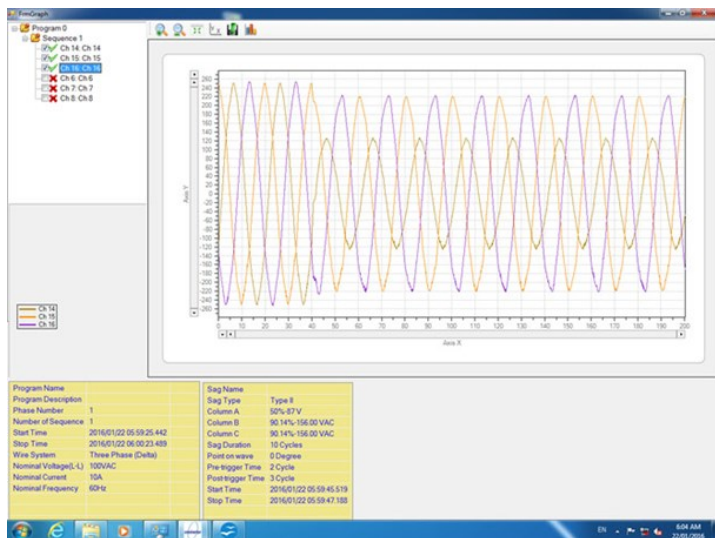 FrmGraph
Program 0
Sequence 1
Ch 14: Ch 14
Ch 15: Ch 15
Ch 16: Ch 16
Ch 6: Ch 6
Ch 7: Ch 7
Ch 8: Ch 8
260
240
220
200
180
160
140
120
100
80
60
40
20
0
-20
-40
-60
-80
-100
-120
-140
-160
-180
-200
-220
-240
-260
Axis Y
0 10 20 30 40 50 60 70 80 90 100 110 120 130 140 150 160 170 180 190 200
Axis X
Ch 14
Ch 15
Ch 16
Program Name
Program Description
Phase Number 1
Number of Sequence 1
Start Time 2016/01/22 05:59:25.442
Stop Time 2016/01/22 06:00:23.489
Wire System Three Phase (Delta)
Nominal Voltage(L-L) 100VAC
Nominal Current 10A
Nominal Frequency 60Hz
Sag Name
Sag Type Type II
Column A 50%-87 V
Column B 90.14%-156.00 VAC
Column C 90.14%-156.00 VAC
Sag Duration 10 Cycles
Point on wave 0 Degree
Pre-trigger Time 2 Cycle
Post-trigger Time 3 Cycle
Start Time 2016/01/22 05:59:45.519
Stop Time 2016/01/22 05:59:47.188
EN
6:04 AM
22/01/2016